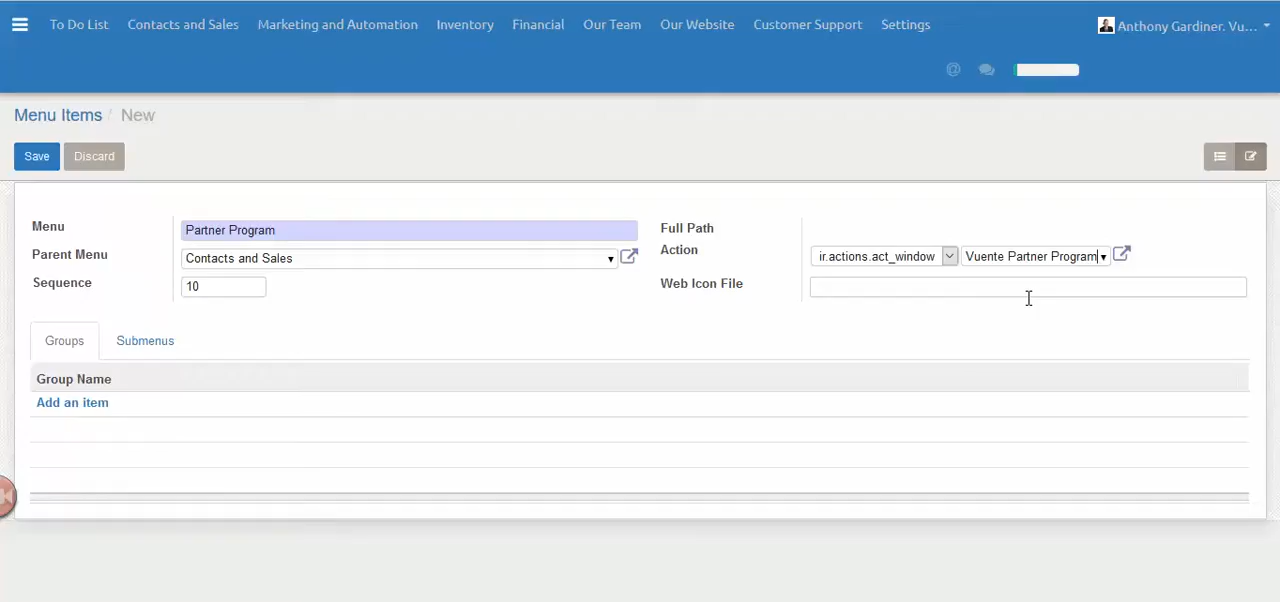 To Do List Contacts and Sales Marketing and Automation Inventory Financial Our Team Our Website Customer Support Settings Anthony Gardiner. Vu...
@
Menu Items / New
Save Discard
Menu Partner Program Full Path
Parent Menu Contacts and Sales Action ir.actions.act_window Vuente Partner Program
Sequence 10 Web Icon File
Groups Submenus
Group Name
Add an item